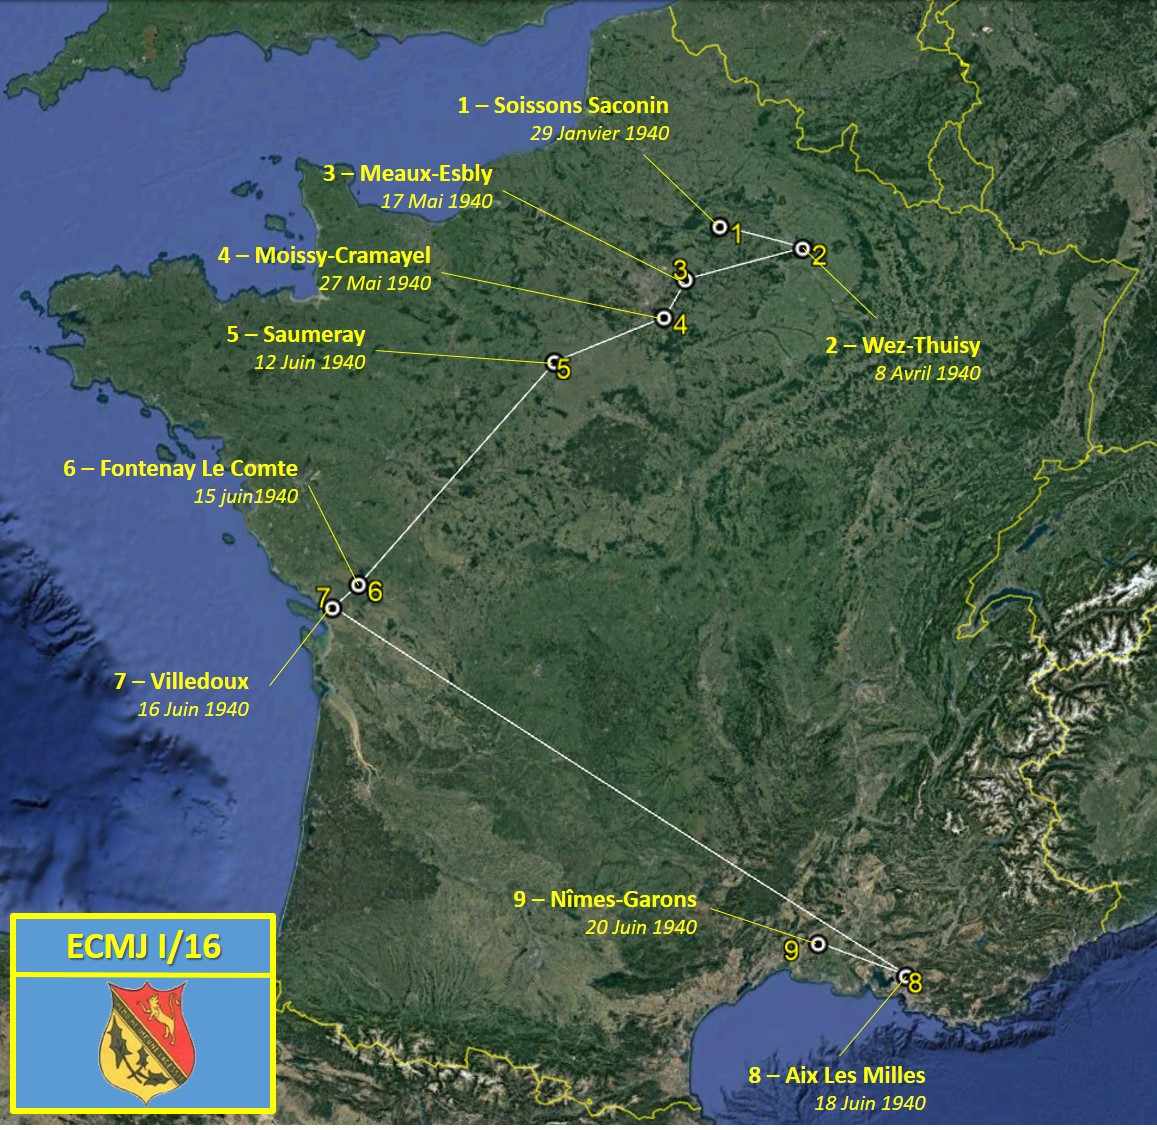 1 – Soissons Saconin
29 Janvier 1940
3 – Meaux-Esbly
17 Mai 1940
4 – Moissy-Cramayel
27 Mai 1940
5 – Saumeray
12 Juin 1940
2 – Wez-Thuisy
8 Avril 1940
6 – Fontenay Le Comte
15 juin1940
7 – Villedoux
16 Juin 1940
9 – Nîmes-Garons
20 Juin 1940
8 – Aix Les Milles
18 Juin 1940
1
2
3
4
5
6
7
8
9
ECMJ I/16